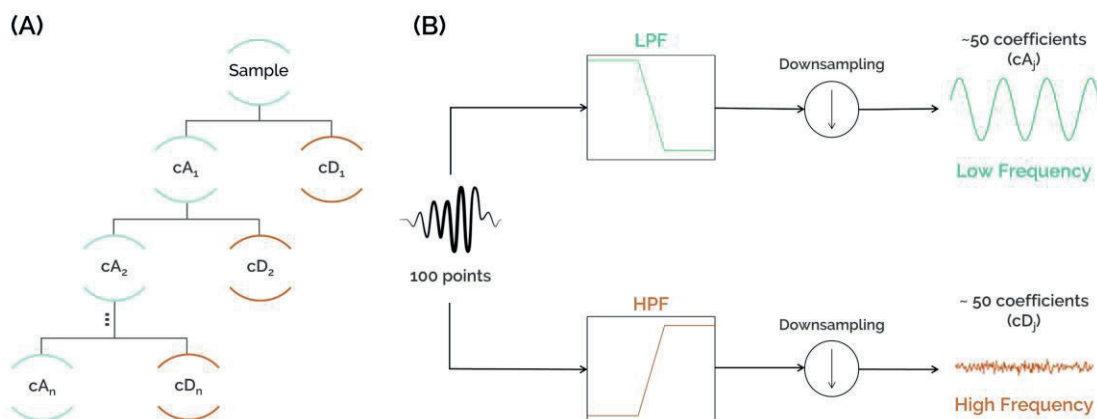 (A)
Sample
cA₁
cD₁
cA₂
cD₂
...
cAₙ
cDₙ
(B)
LPF
Downsampling
~50 coefficients
(cAⱼ)
Low Frequency
100 points
HPF
Downsampling
~ 50 coefficients
(cDⱼ)
High Frequency